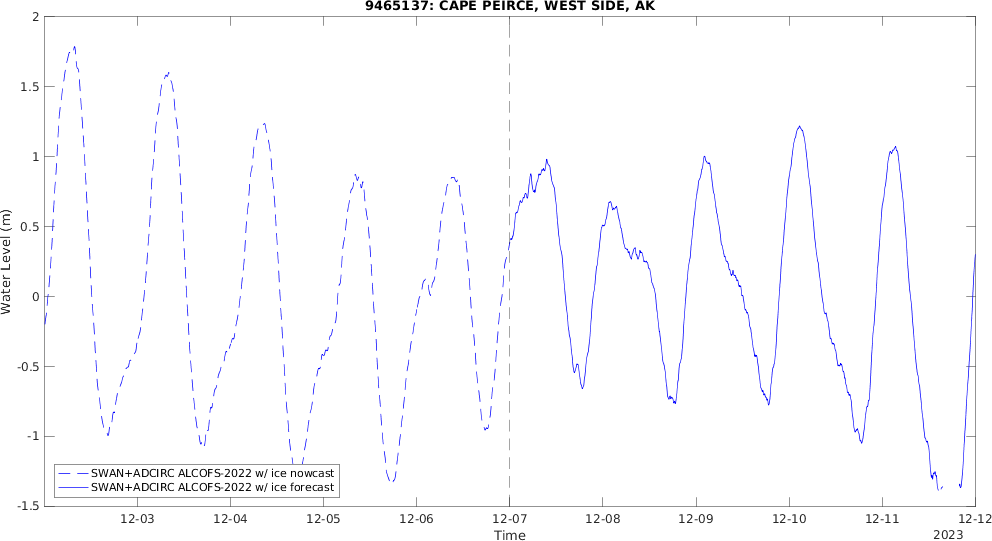 9465137: CAPE PEIRCE, WEST SIDE, AK
2
1.5
1
0.5
0
-0.5
-1
-1.5
Water Level (m)
SWAN+ADCIRC ALCOFS-2022 w/ ice nowcast
SWAN+ADCIRC ALCOFS-2022 w/ ice forecast
12-03 12-04 12-05 12-06 12-07 12-08 12-09 12-10 12-11 12-12
Time
2023